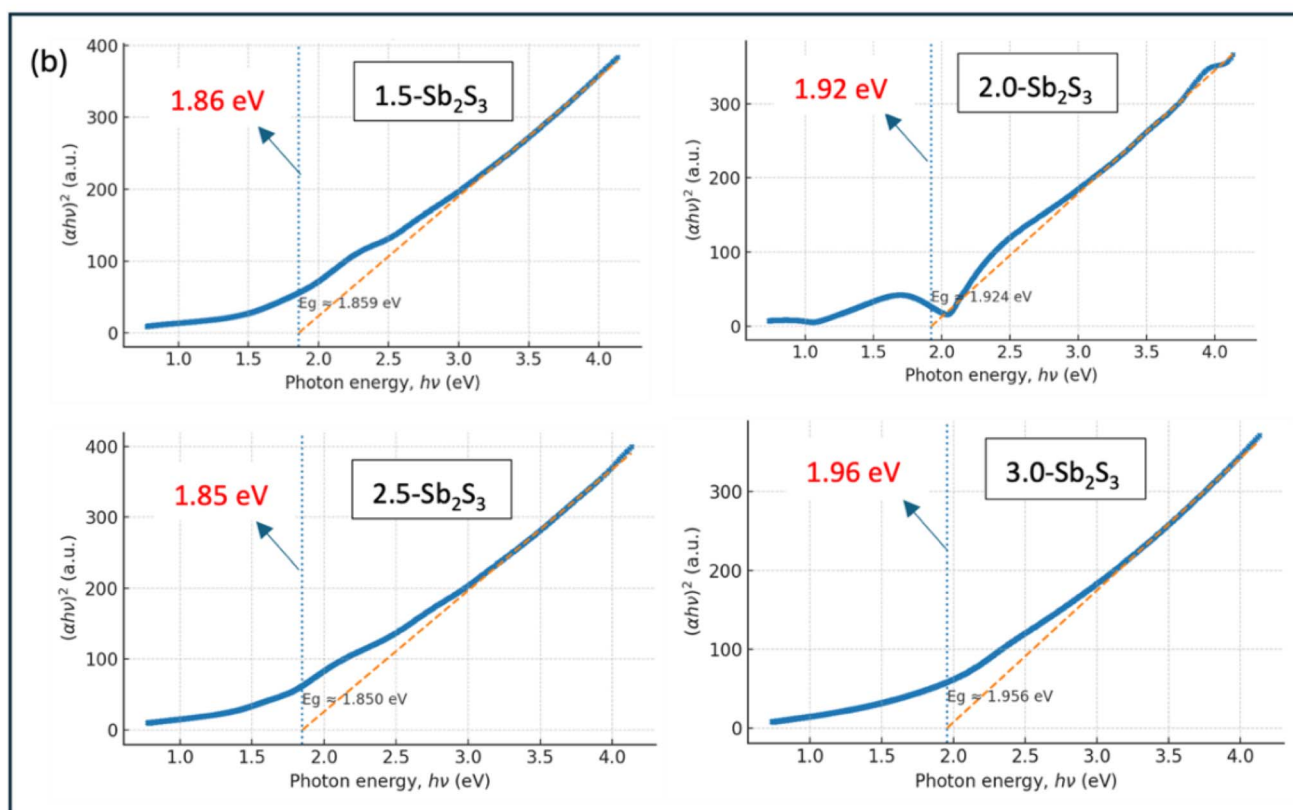 (b)
1.86 eV
1.5-Sb₂S₃
Eg ≈ 1.859 eV
(αhν)² (a.u.)
400
300
200
100
0
1.0 1.5 2.0 2.5 3.0 3.5 4.0
Photon energy, hν (eV)
1.92 eV
2.0-Sb₂S₃
Eg ≈ 1.924 eV
(αhν)² (a.u.)
300
200
100
0
1.0 1.5 2.0 2.5 3.0 3.5 4.0
Photon energy, hν (eV)
1.85 eV
2.5-Sb₂S₃
Eg ≈ 1.850 eV
(αhν)² (a.u.)
400
300
200
100
0
1.0 1.5 2.0 2.5 3.0 3.5 4.0
Photon energy, hν (eV)
1.96 eV
3.0-Sb₂S₃
Eg ≈ 1.956 eV
(αhν)² (a.u.)
300
200
100
0
1.0 1.5 2.0 2.5 3.0 3.5 4.0
Photon energy, hν (eV)